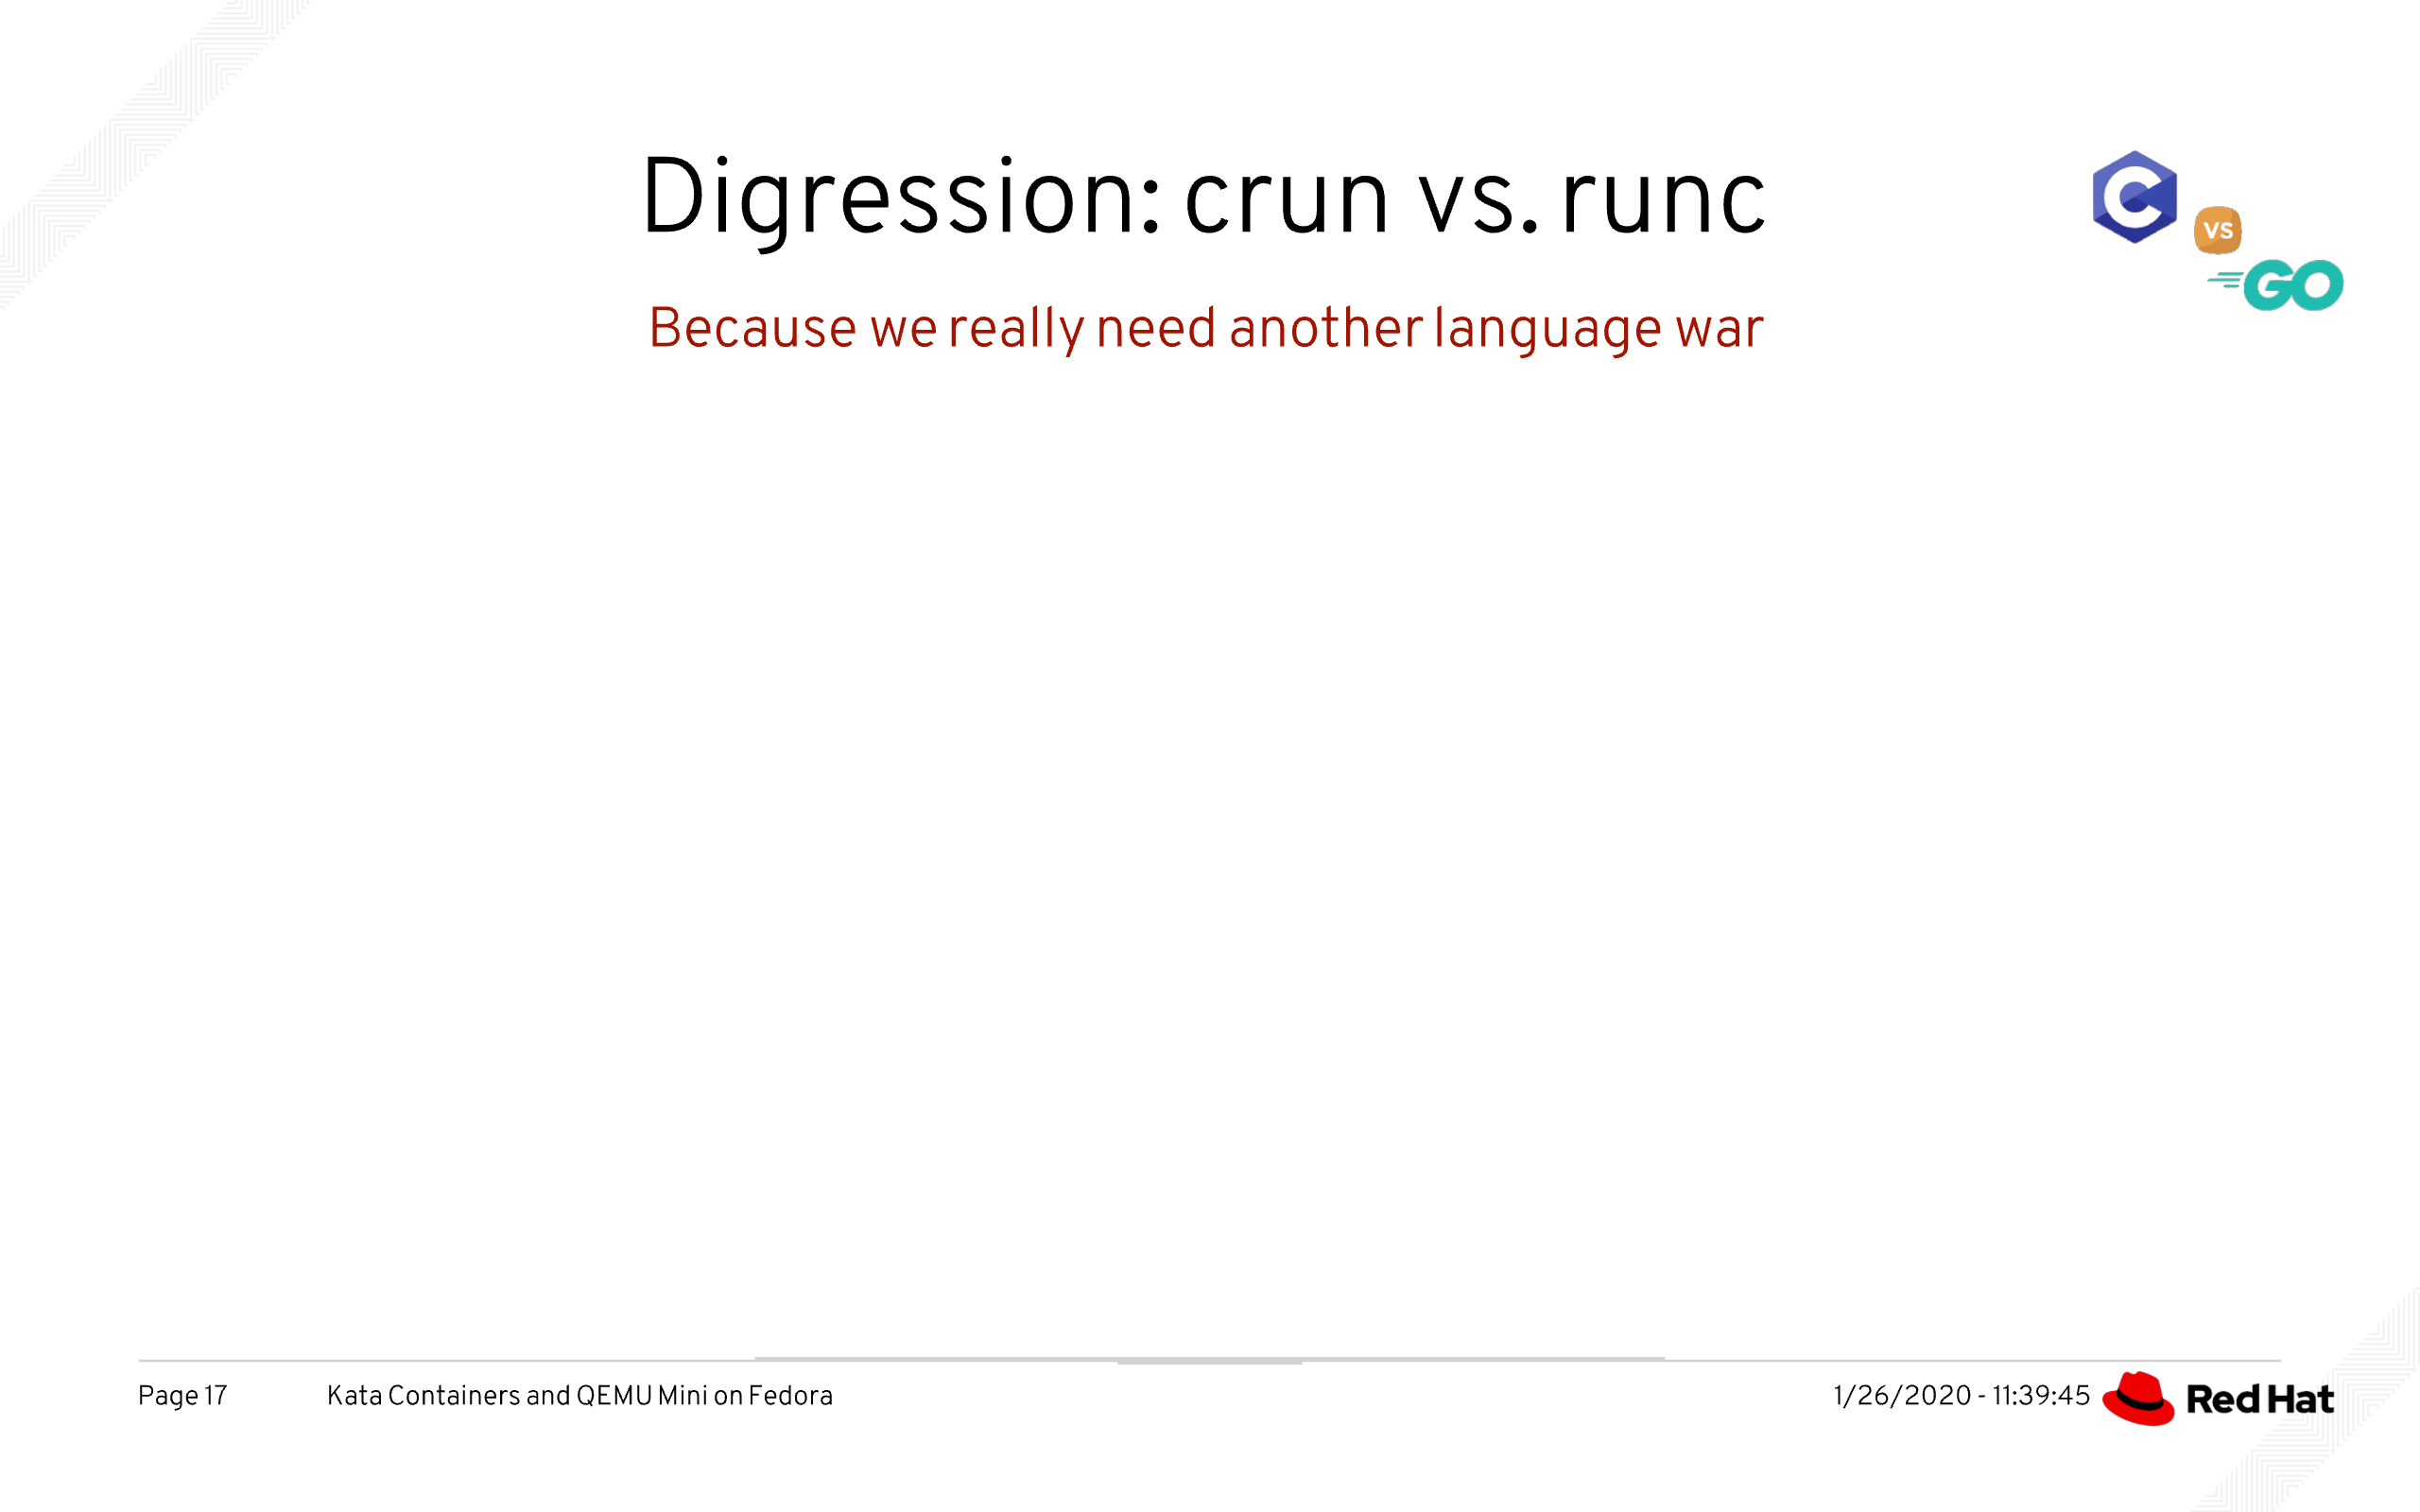 Digression: crun vs. runc
Because we really need another language war
C
VS
GO
Page 17
Kata Containers and QEMU Mini on Fedora
1/26/2020 - 11:39:45
Red Hat